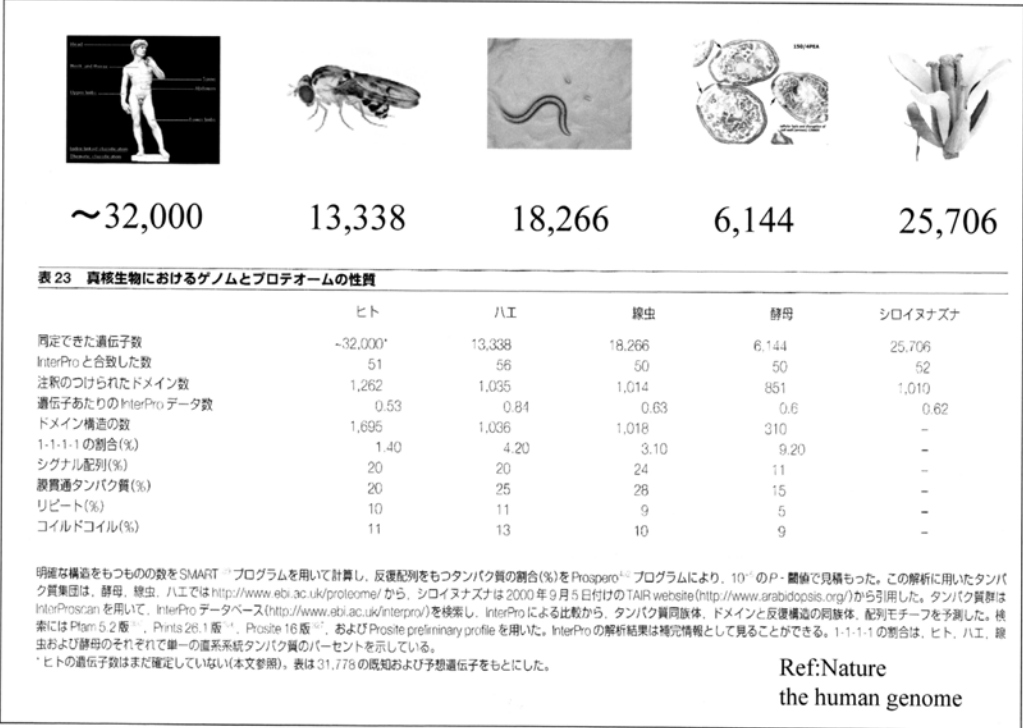 150/4PEA
~32,000
13,338
18,266
6,144
25,706
表23 真核生物におけるゲノムとプロテオームの性質
ヒト ハエ 線虫 酵母 シロイヌナズナ
同定できた遺伝子数 ~32,000* 13,338 18,266 6,144 25,706
InterProと合致した数 51 56 50 50 52
注釈のつけられたドメイン数 1,262 1,035 1,014 851 1,010
遺伝子あたりのInterProデータ数 0.53 0.84 0.63 0.6 0.62
ドメイン構造の数 1,695 1,036 1,018 310 –
1-1-1-1の割合(%) 1.40 4.20 3.10 9.20 –
シグナル配列(%) 20 20 24 11 –
膜貫通タンパク質(%) 20 25 28 15 –
リピート(%) 10 11 9 5 –
コイルドコイル(%) 11 13 10 9 –
明確な構造をもつものの数をSMARTプログラムを用いて計算し，反復配列をもつタンパク質の割合(%)をProsperoプログラムにより，のP-閾値で見積もった。この解析に用いたタンパ
ク質集団は，酵母，線虫，ハエではhttp://www.ebi.ac.uk/proteome/から，シロイヌナズナは2000年9月5日付けのTAIR website(http://www.arabidopsis.org/)から引用した。タンパク質群は
InterProscanを用いて，InterProデータベース(http://www.ebi.ac.uk/interpro/)を検索し，InterProによる比較から，タンパク質同族体，ドメインと反復構造の同族体，配列モチーフを予測した。検
索にはPfam 5.2版，Prints 26.1版，Prosite 16版，およびProsite preliminary profileを用いた。InterProの解析結果は補完情報として見ることができる。1-1-1-1の割合は，ヒト，ハエ，線
虫および酵母のそれぞれで単一の直系系統タンパク質のパーセントを示している。
*ヒトの遺伝子数はまだ確定していない(本文参照)。表は31,778の既知および予想遺伝子をもとにした。
Ref:Nature
the human genome